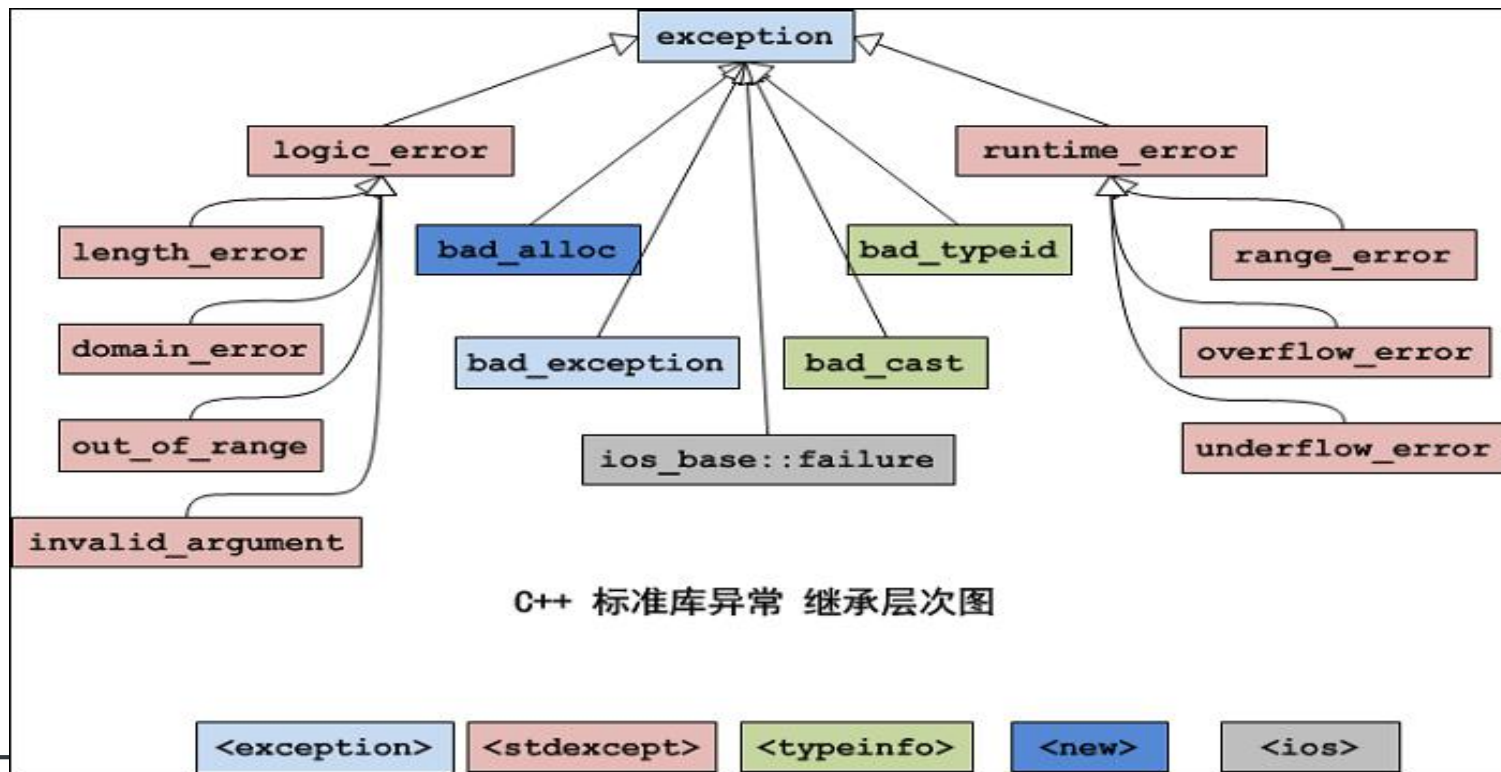 exception
logic_error
runtime_error
length_error
bad_alloc
bad_typeid
range_error
domain_error
bad_exception
bad_cast
overflow_error
out_of_range
ios_base::failure
underflow_error
invalid_argument
C++ 标准库异常 继承层次图
<exception>
<stdexcept>
<typeinfo>
<new>
<ios>